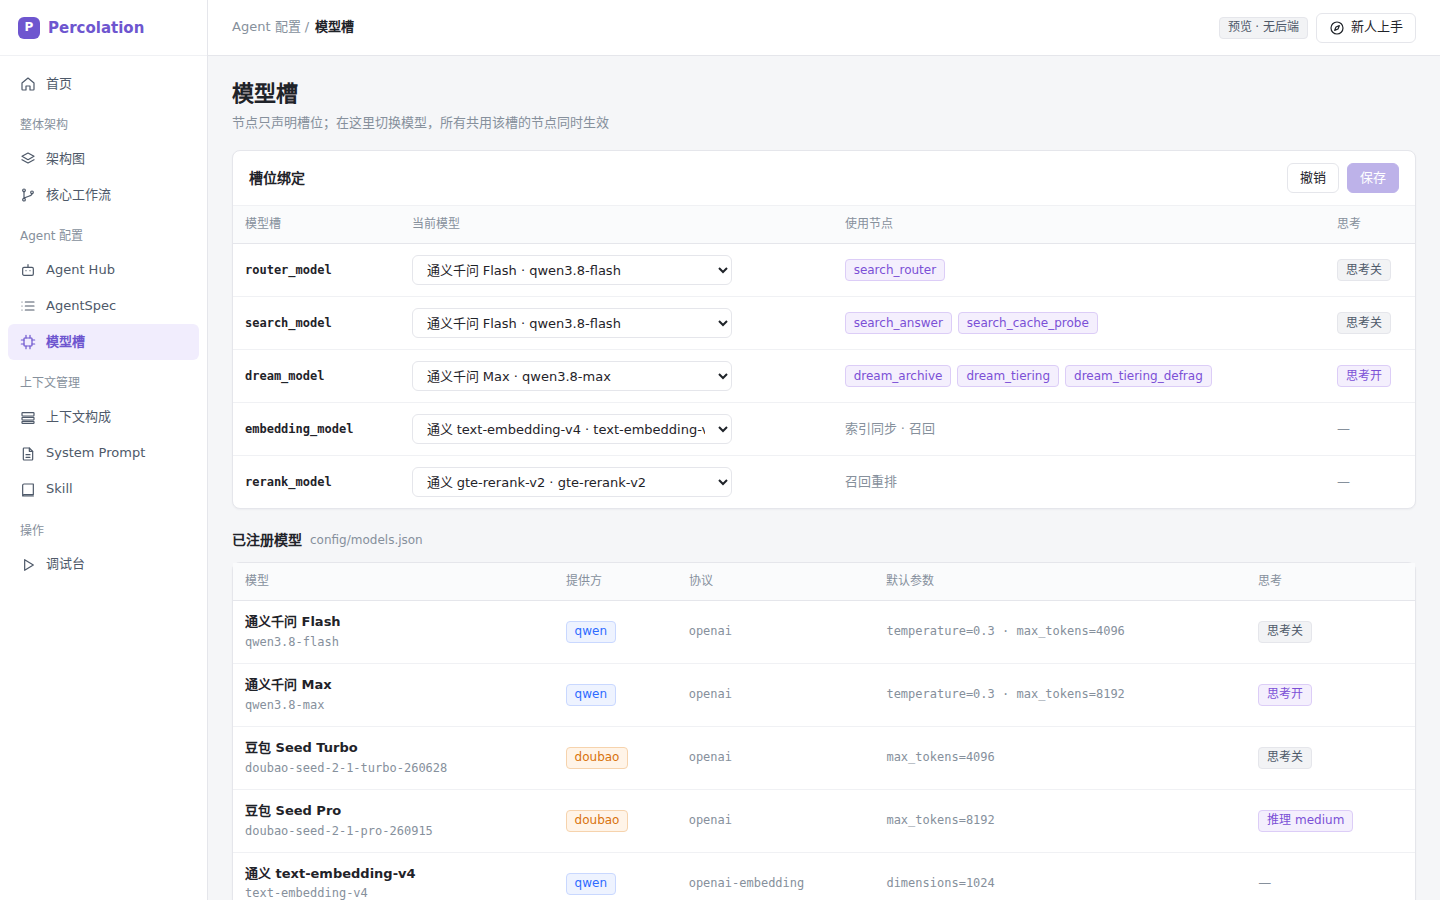 P Percolation
Agent 配置 / 模型槽
预览 · 无后端
新人上手
首页
整体架构
架构图
核心工作流
Agent 配置
Agent Hub
AgentSpec
模型槽
上下文管理
上下文构成
System Prompt
Skill
操作
调试台
模型槽
节点只声明槽位；在这里切换模型，所有共用该槽的节点同时生效
槽位绑定
撤销 保存
模型槽 当前模型 使用节点 思考
router_model 通义千问 Flash · qwen3.8-flash search_router 思考关
search_model 通义千问 Flash · qwen3.8-flash search_answer search_cache_probe 思考关
dream_model 通义千问 Max · qwen3.8-max dream_archive dream_tiering dream_tiering_defrag 思考开
embedding_model 通义 text-embedding-v4 · text-embedding-v 索引同步 · 召回 —
rerank_model 通义 gte-rerank-v2 · gte-rerank-v2 召回重排 —
已注册模型 config/models.json
模型 提供方 协议 默认参数 思考
通义千问 Flash
qwen3.8-flash qwen openai temperature=0.3 · max_tokens=4096 思考关
通义千问 Max
qwen3.8-max qwen openai temperature=0.3 · max_tokens=8192 思考开
豆包 Seed Turbo
doubao-seed-2-1-turbo-260628 doubao openai max_tokens=4096 思考关
豆包 Seed Pro
doubao-seed-2-1-pro-260915 doubao openai max_tokens=8192 推理 medium
通义 text-embedding-v4
text-embedding-v4 qwen openai-embedding dimensions=1024 —